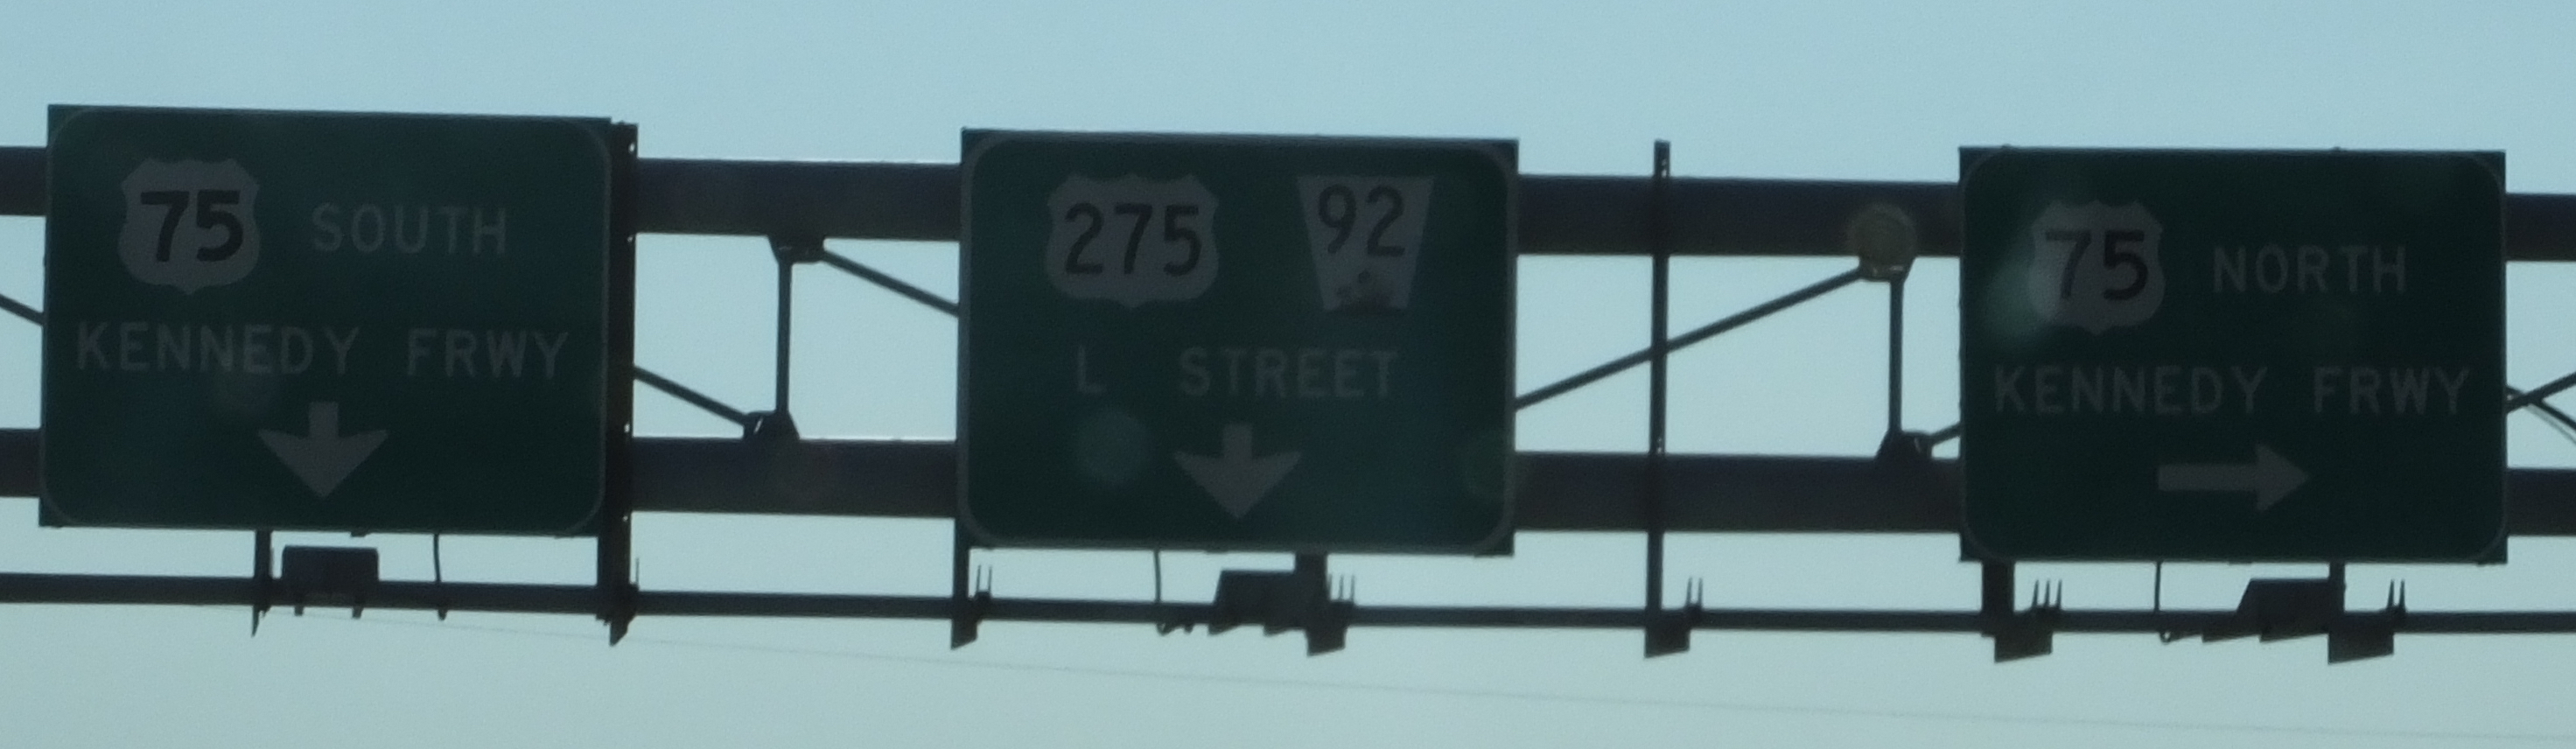 75 SOUTH
KENNEDY FRWY
275 92
L STREET
75 NORTH
KENNEDY FRWY